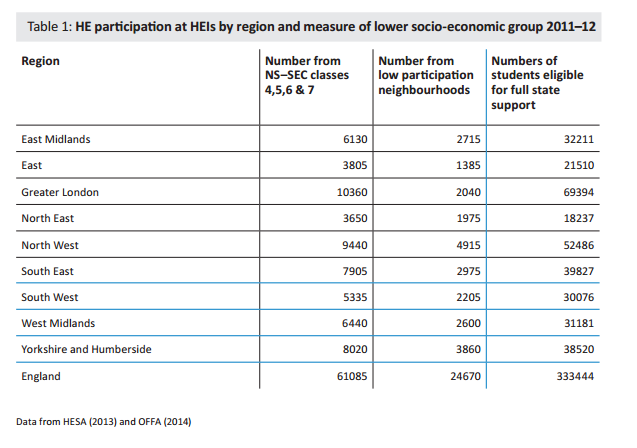 Table 1: HE participation at HEIs by region and measure of lower socio-economic group 2011–12
Region
Number from
NS–SEC classes
4,5,6 & 7
Number from
low participation
neighbourhoods
Numbers of
students eligible
for full state
support
East Midlands 6130 2715 32211
East 3805 1385 21510
Greater London 10360 2040 69394
North East 3650 1975 18237
North West 9440 4915 52486
South East 7905 2975 39827
South West 5335 2205 30076
West Midlands 6440 2600 31181
Yorkshire and Humberside 8020 3860 38520
England 61085 24670 333444
Data from HESA (2013) and OFFA (2014)